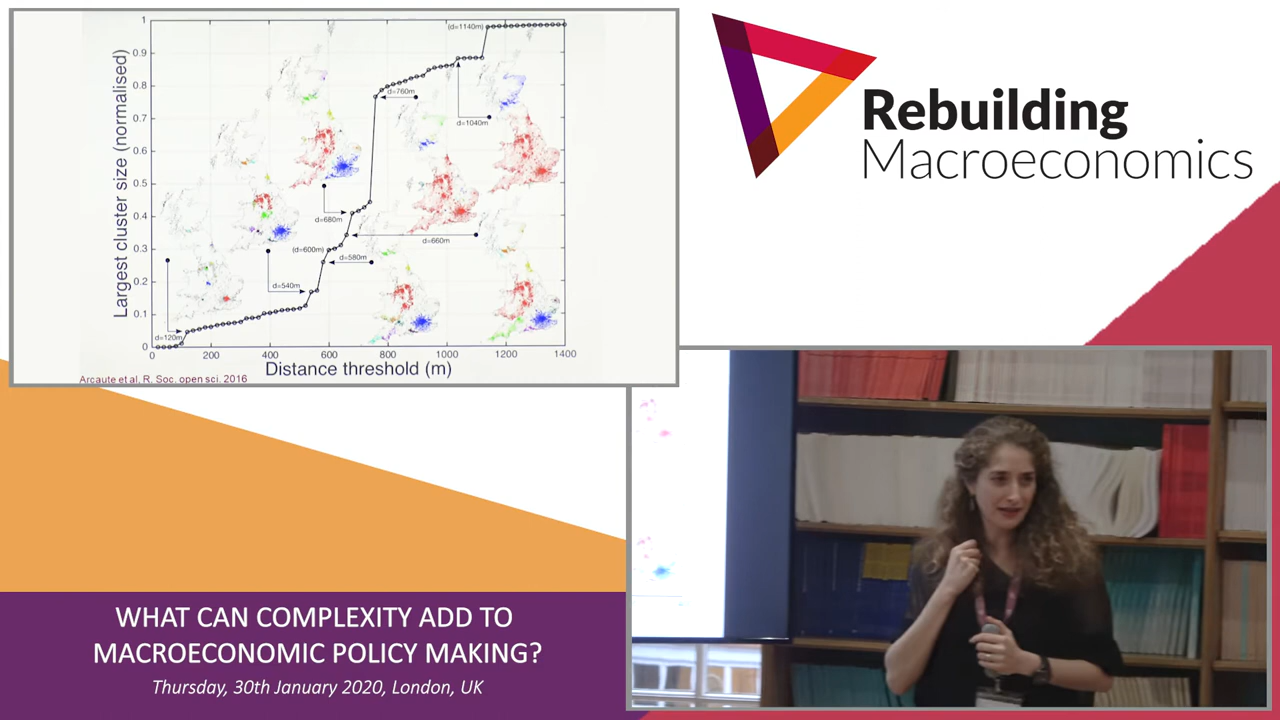 Largest cluster size (normalised)
1
0.9
0.8
0.7
0.6
0.5
0.4
0.3
0.2
0.1
0
(d=1140m)
d=760m
d=1040m
d=680m
d=660m
(d=600m)
d=580m
d=540m
d=120m
200
400
600
800
1000
1200
1400
Distance threshold (m)
Arcaute et al, R. Soc. open sci. 2016
Rebuilding
Macroeconomics
WHAT CAN COMPLEXITY ADD TO
MACROECONOMIC POLICY MAKING?
Thursday, 30th January 2020, London, UK